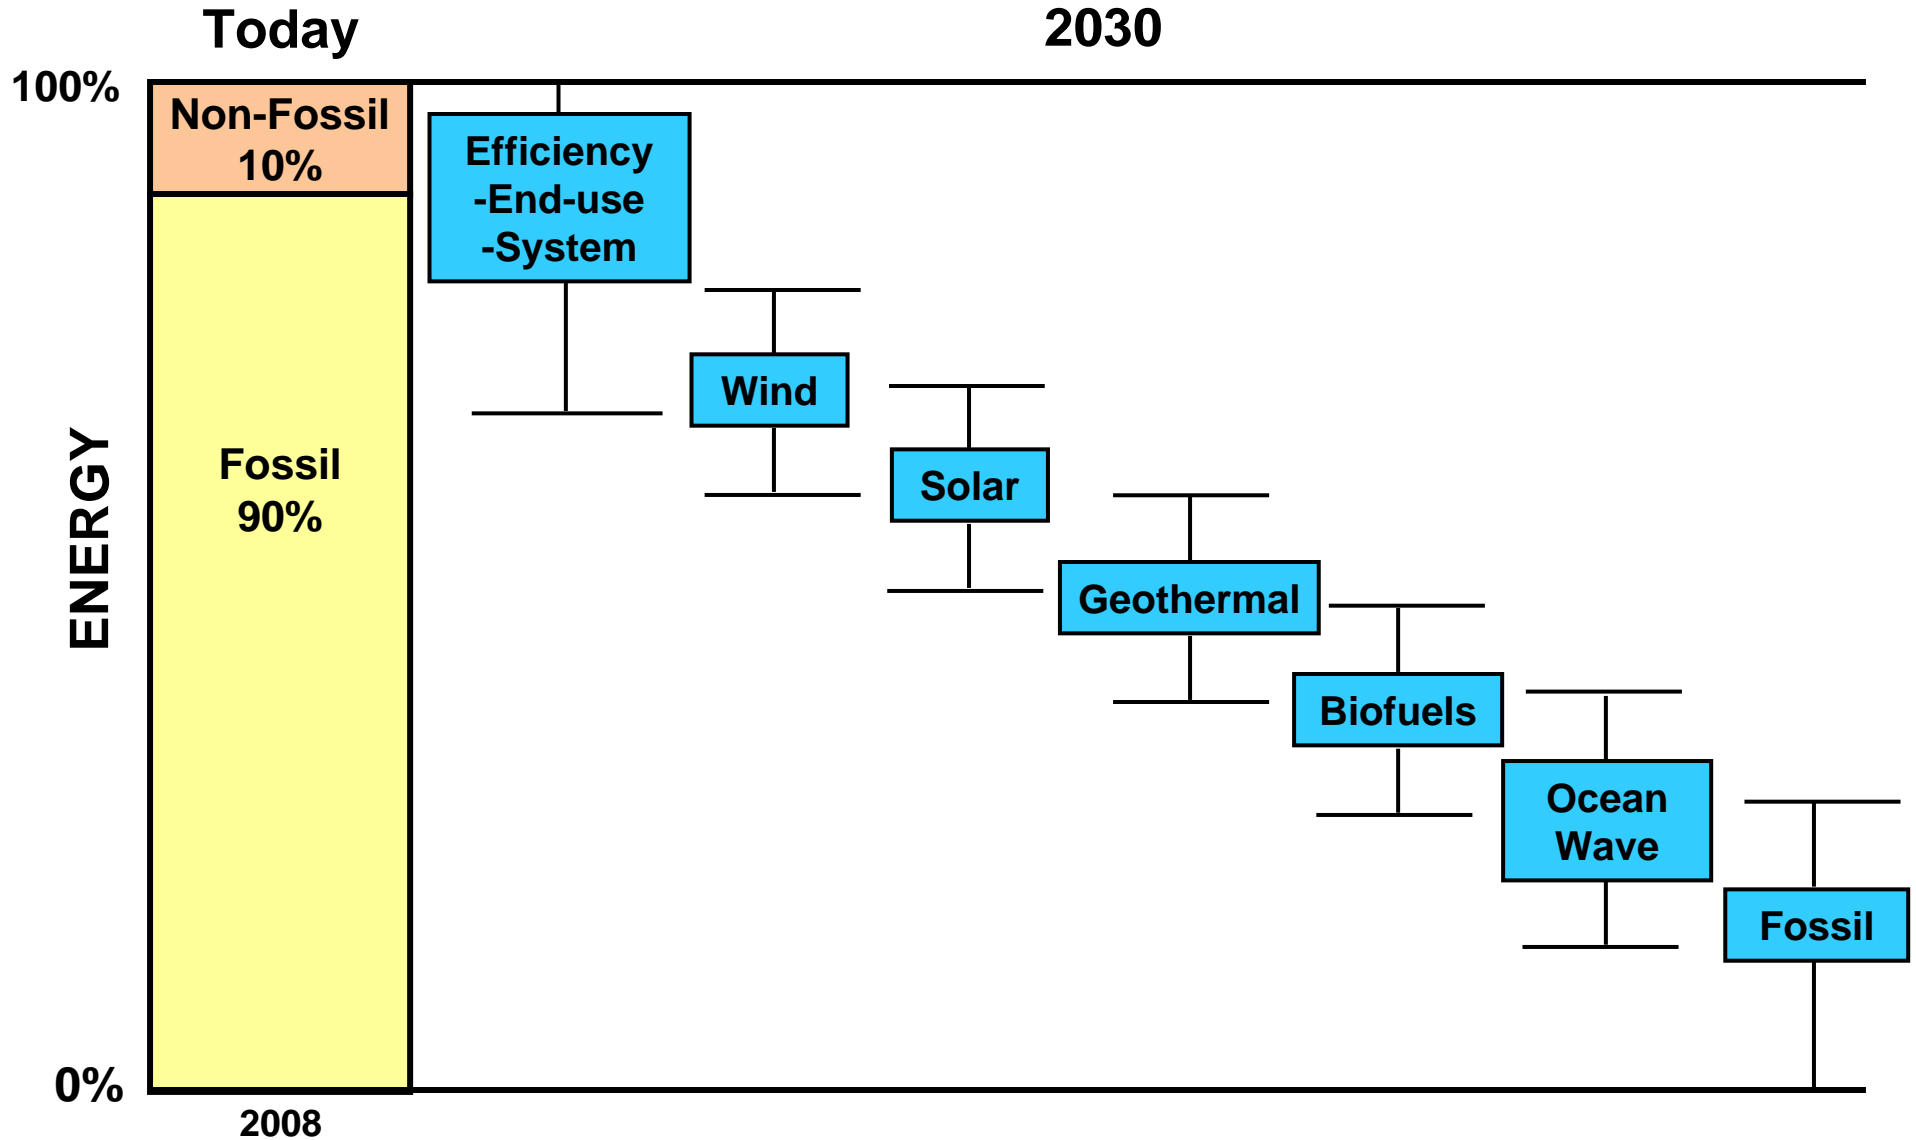 Today
2030
100%
Non-Fossil
10%
Efficiency
-End-use
-System
Wind
ENERGY
Fossil
90%
Solar
Geothermal
Biofuels
Ocean
Wave
Fossil
0%
2008